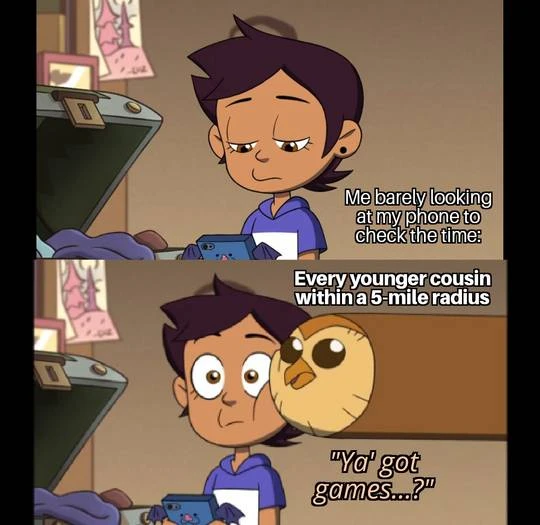 Me barely looking
at my phone to
check the time:
Every younger cousin
within a 5-mile radius
"Ya' got
games...?"